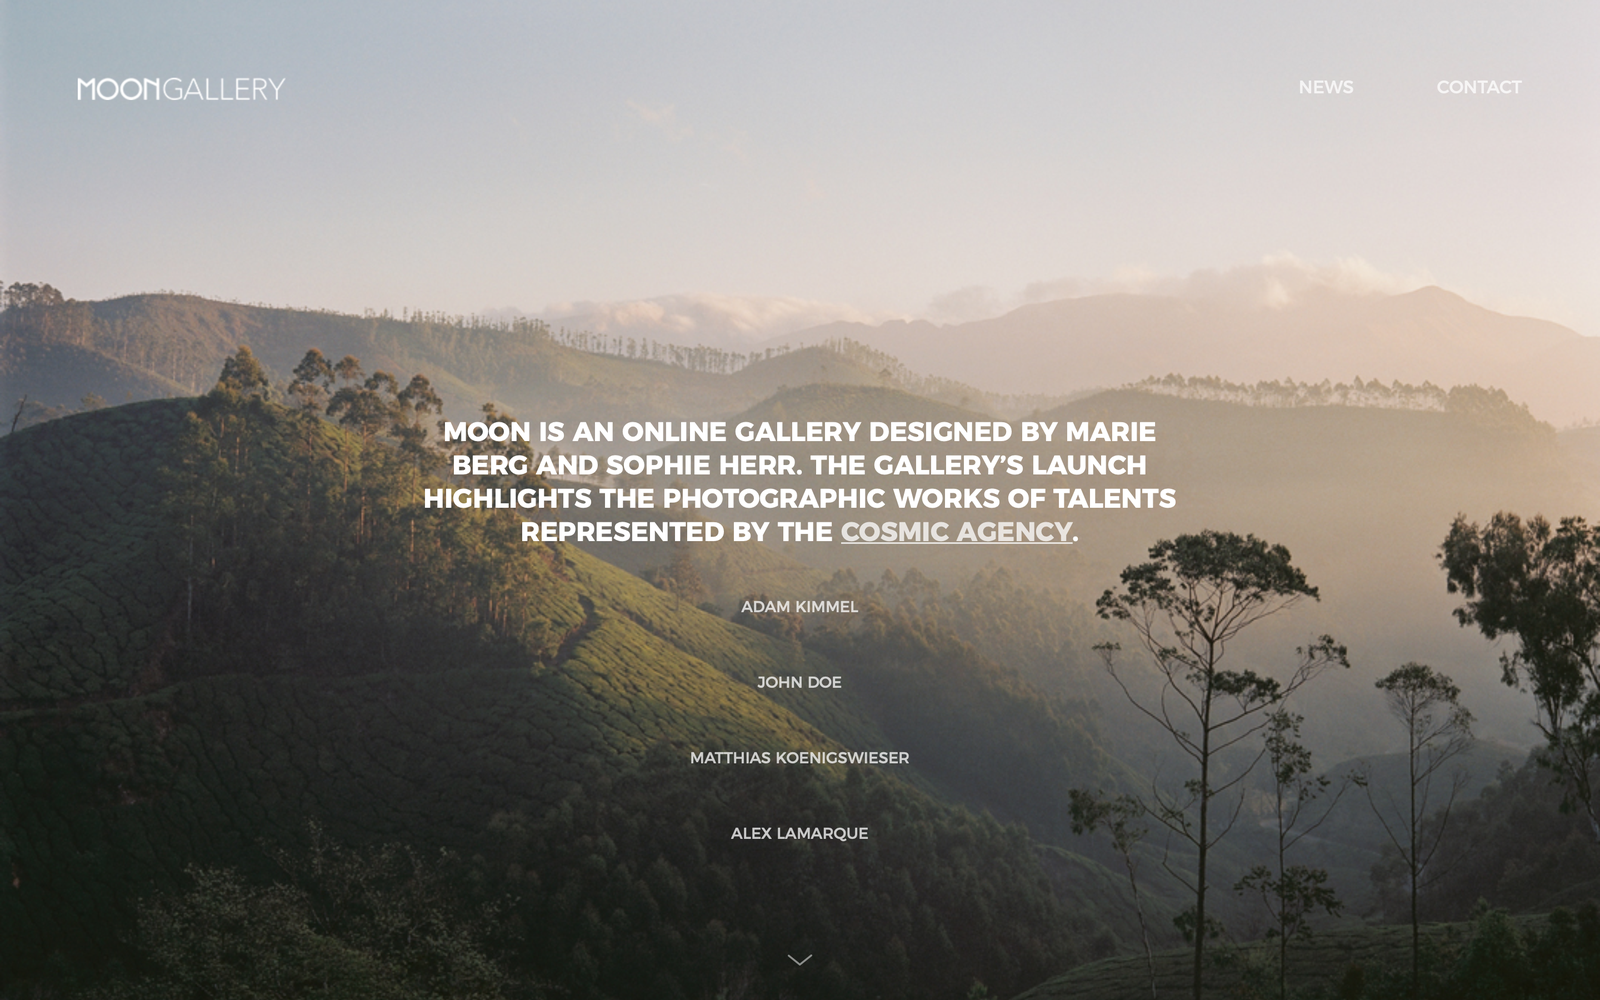 MOONGALLERY
NEWS
CONTACT
MOON IS AN ONLINE GALLERY DESIGNED BY MARIE
BERG AND SOPHIE HERR. THE GALLERY’S LAUNCH
HIGHLIGHTS THE PHOTOGRAPHIC WORKS OF TALENTS
REPRESENTED BY THE COSMIC AGENCY.
ADAM KIMMEL
JOHN DOE
MATTHIAS KOENIGSWIESER
ALEX LAMARQUE